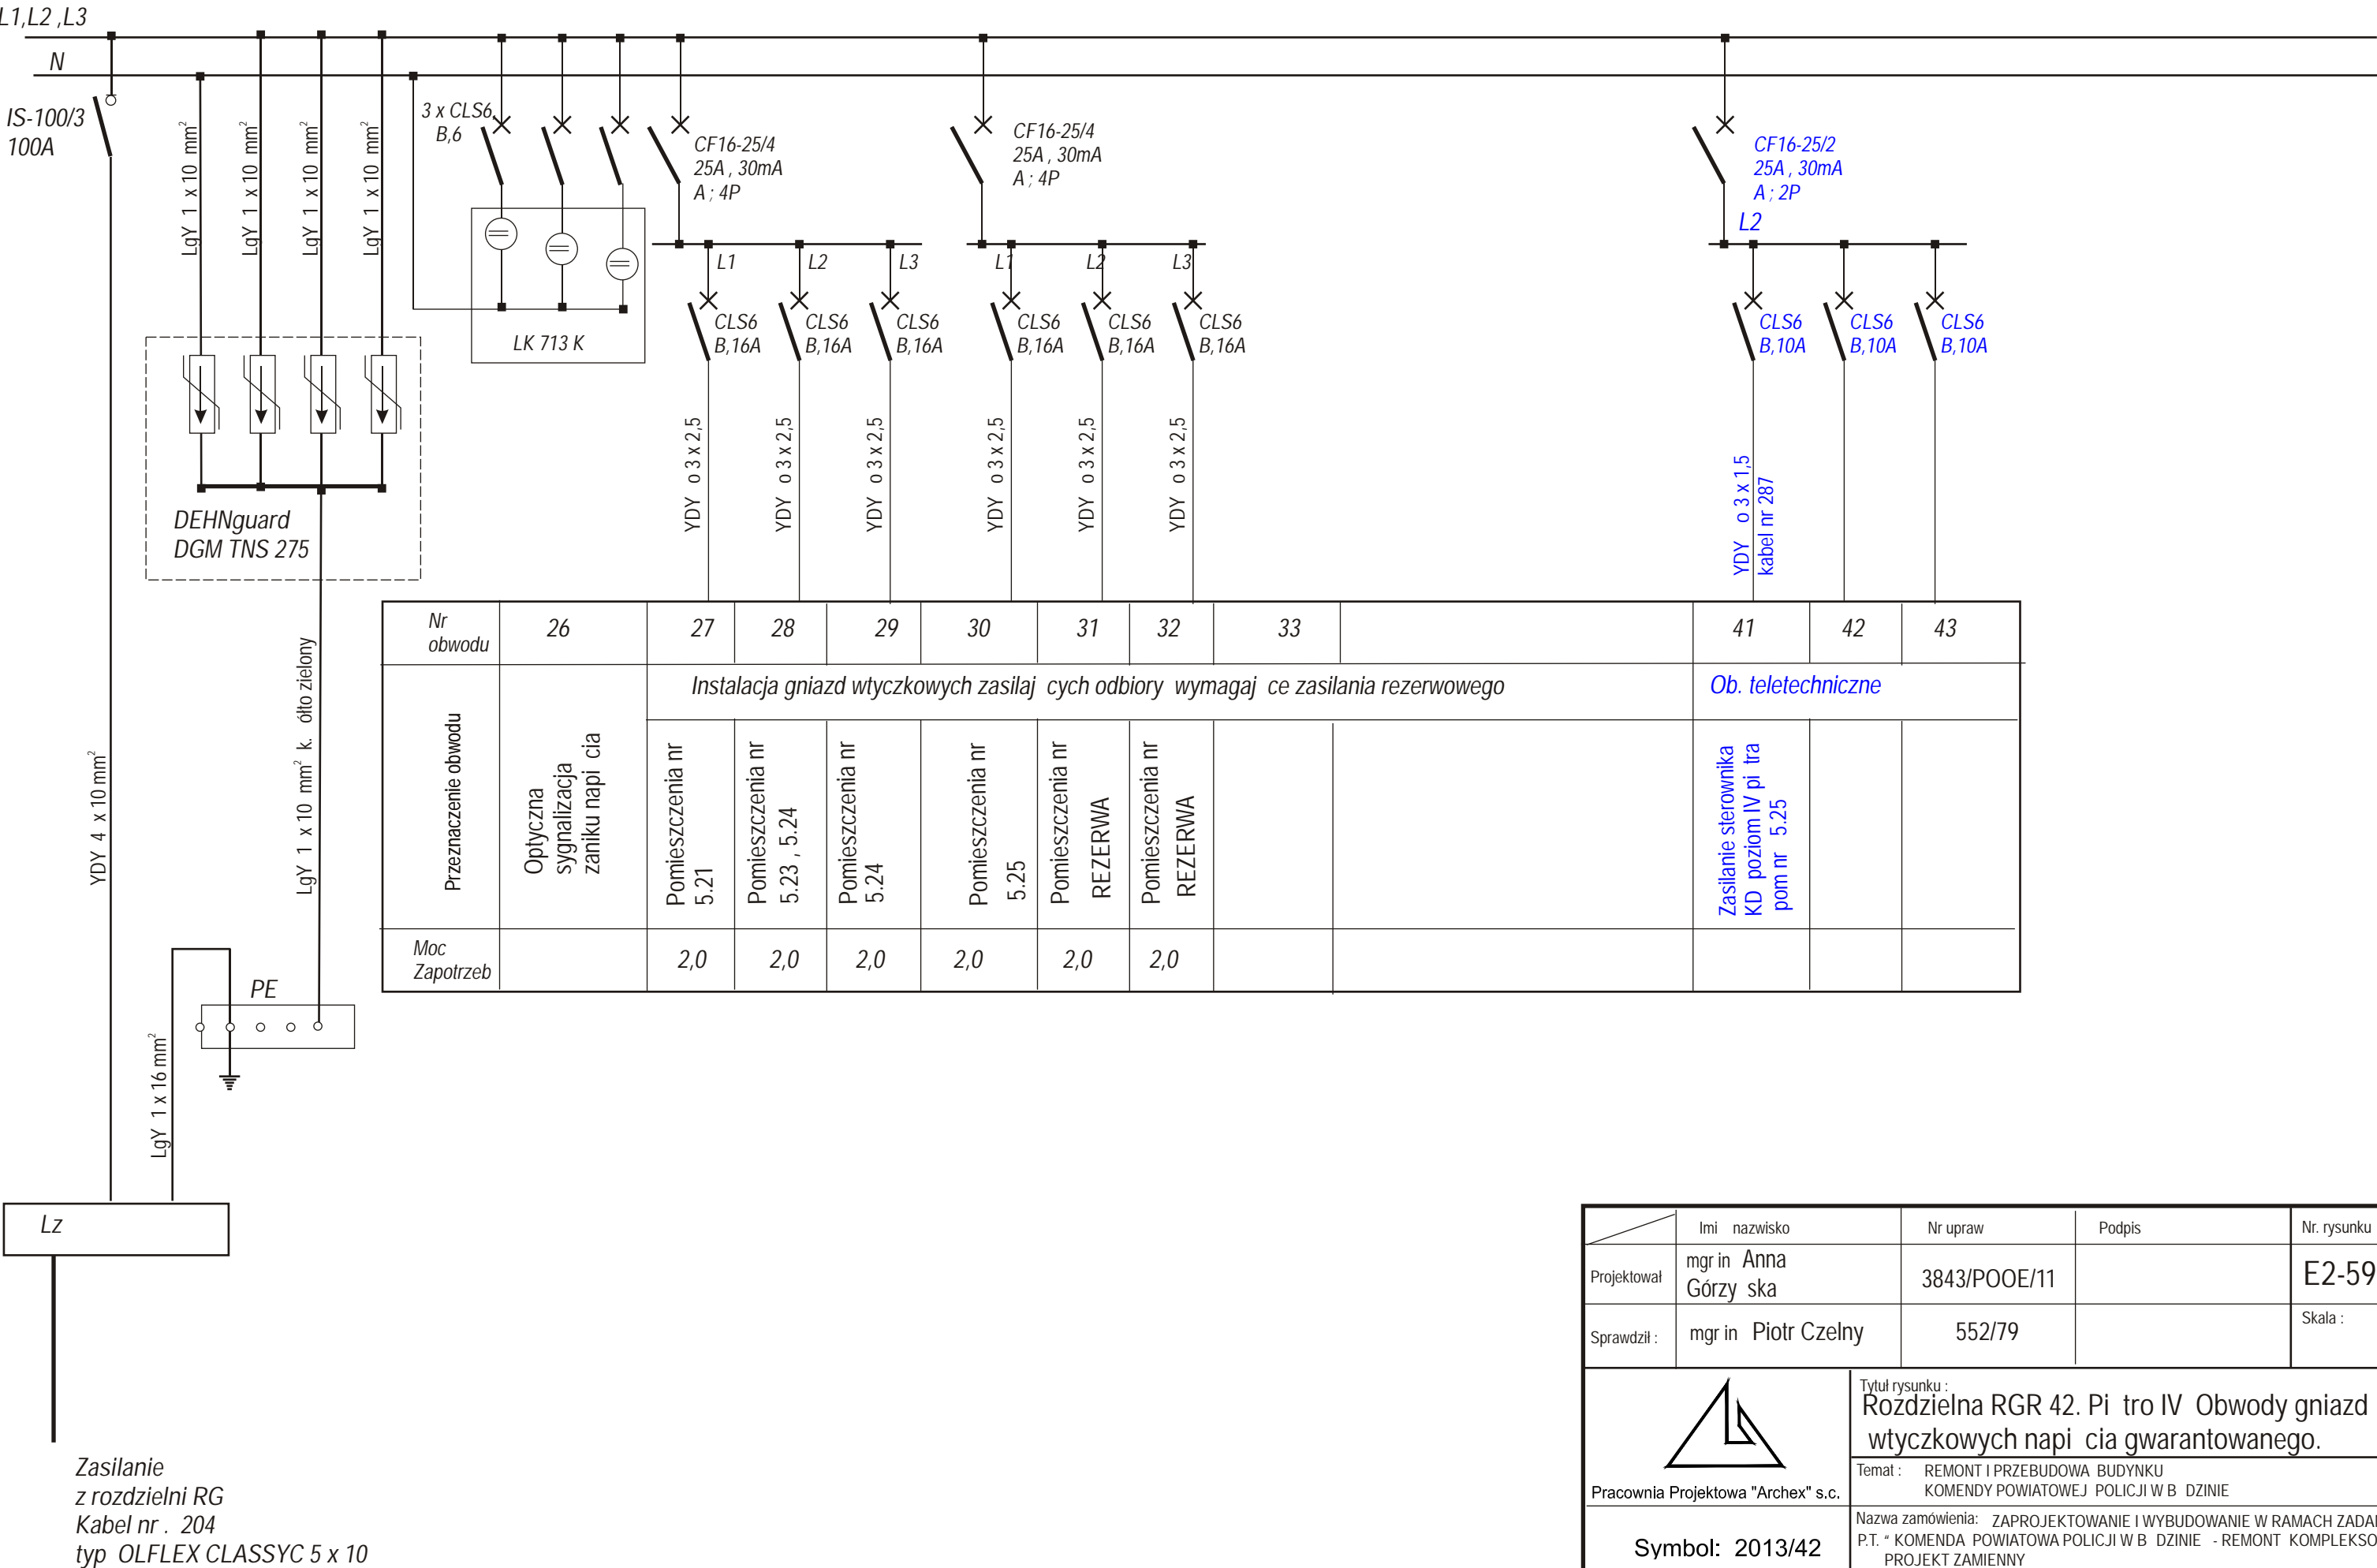 L1,L2 ,L3
N
IS-100/3
100A
LgY 1 x 10 mm²
LgY 1 x 10 mm²
LgY 1 x 10 mm²
LgY 1 x 10 mm²
3 x CLS6,
B,6
CF16-25/4
25A , 30mA
A ; 4P
CF16-25/4
25A , 30mA
A ; 4P
CF16-25/2
25A , 30mA
A ; 2P
L2
L1
L2
L3
L1
L2
L3
LK 713 K
CLS6
B,16A
CLS6
B,16A
CLS6
B,16A
CLS6
B,16A
CLS6
B,16A
CLS6
B,16A
CLS6
B,10A
CLS6
B,10A
CLS6
B,10A
YDY o 3 x 2,5
YDY o 3 x 2,5
YDY o 3 x 2,5
YDY o 3 x 2,5
YDY o 3 x 2,5
YDY o 3 x 2,5
YDY o 3 x 1,5
kabel nr 287
DEHNguard
DGM TNS 275
Nr
obwodu
26
27
28
29
30
31
32
33
41
42
43
Przeznaczenie obwodu
Instalacja gniazd wtyczkowych zasilaj cych odbiory wymagaj ce zasilania rezerwowego
Ob. teletechniczne
Optyczna
sygnalizacja
zaniku napi cia
Pomieszczenia nr
5.21
Pomieszczenia nr
5.23 , 5.24
Pomieszczenia nr
5.24
Pomieszczenia nr
5.25
Pomieszczenia nr
REZERWA
Pomieszczenia nr
REZERWA
Zasilanie sterownika
KD poziom IV pi tra
pom nr 5.25
Moc
Zapotrzeb
2,0
2,0
2,0
2,0
2,0
2,0
YDY 4 x 10 mm²
LgY 1 x 10 mm² k. ółto zielony
PE
LgY 1 x 16 mm²
Lz
Zasilanie
z rozdzielni RG
Kabel nr . 204
typ OLFLEX CLASSYC 5 x 10
Imi nazwisko
Nr upraw
Podpis
Nr. rysunku
Projektował
mgr in Anna
Górzy ska
3843/POOE/11
E2-59
Sprawdził :
mgr in Piotr Czelny
552/79
Skala :
Pracownia Projektowa "Archex" s.c.
Tytuł rysunku :
Rozdzielna RGR 42. Pi tro IV Obwody gniazd
wtyczkowych napi cia gwarantowanego.
Temat : REMONT I PRZEBUDOWA BUDYNKU
KOMENDY POWIATOWEJ POLICJI W B DZINIE
Symbol: 2013/42
Nazwa zamówienia: ZAPROJEKTOWANIE I WYBUDOWANIE W RAMACH ZADA
P.T. “ KOMENDA POWIATOWA POLICJI W B DZINIE - REMONT KOMPLEKSO
PROJEKT ZAMIENNY